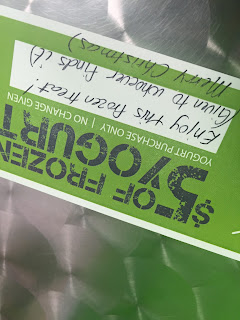 $5 OF FROZEN
YOGURT
YOGURT PURCHASE ONLY | NO CHANGE GIVEN
Enjoy this frozen treat!
(Given to whoever finds it)
Merry Christmas)